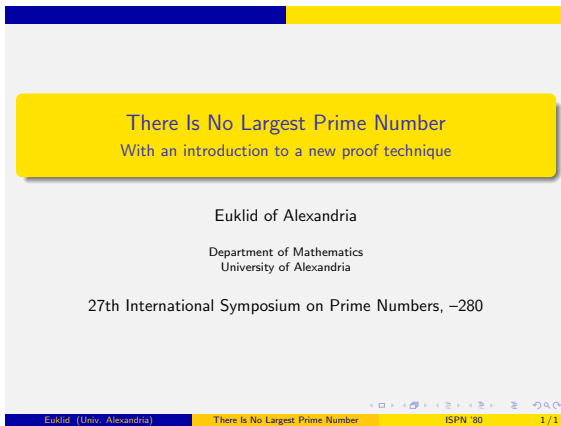 There Is No Largest Prime Number
With an introduction to a new proof technique
Euklid of Alexandria
Department of Mathematics
University of Alexandria
27th International Symposium on Prime Numbers, –280
Euklid (Univ. Alexandria) There Is No Largest Prime Number ISPN '80 1 / 1